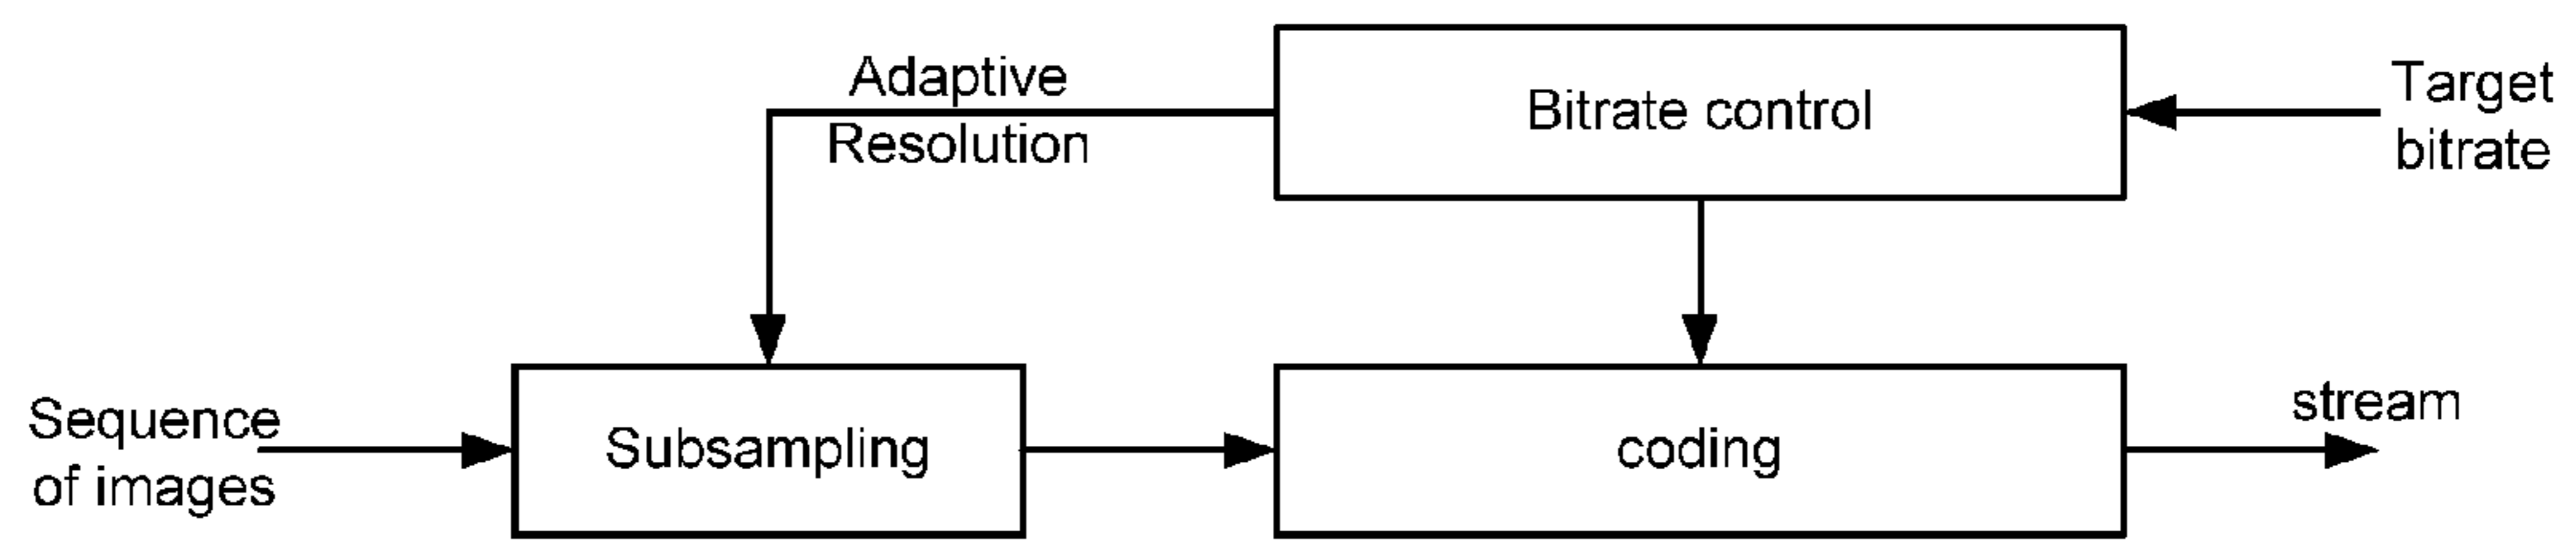 Adaptive
Resolution
Bitrate control
Target
bitrate
Sequence
of images
Subsampling
coding
stream